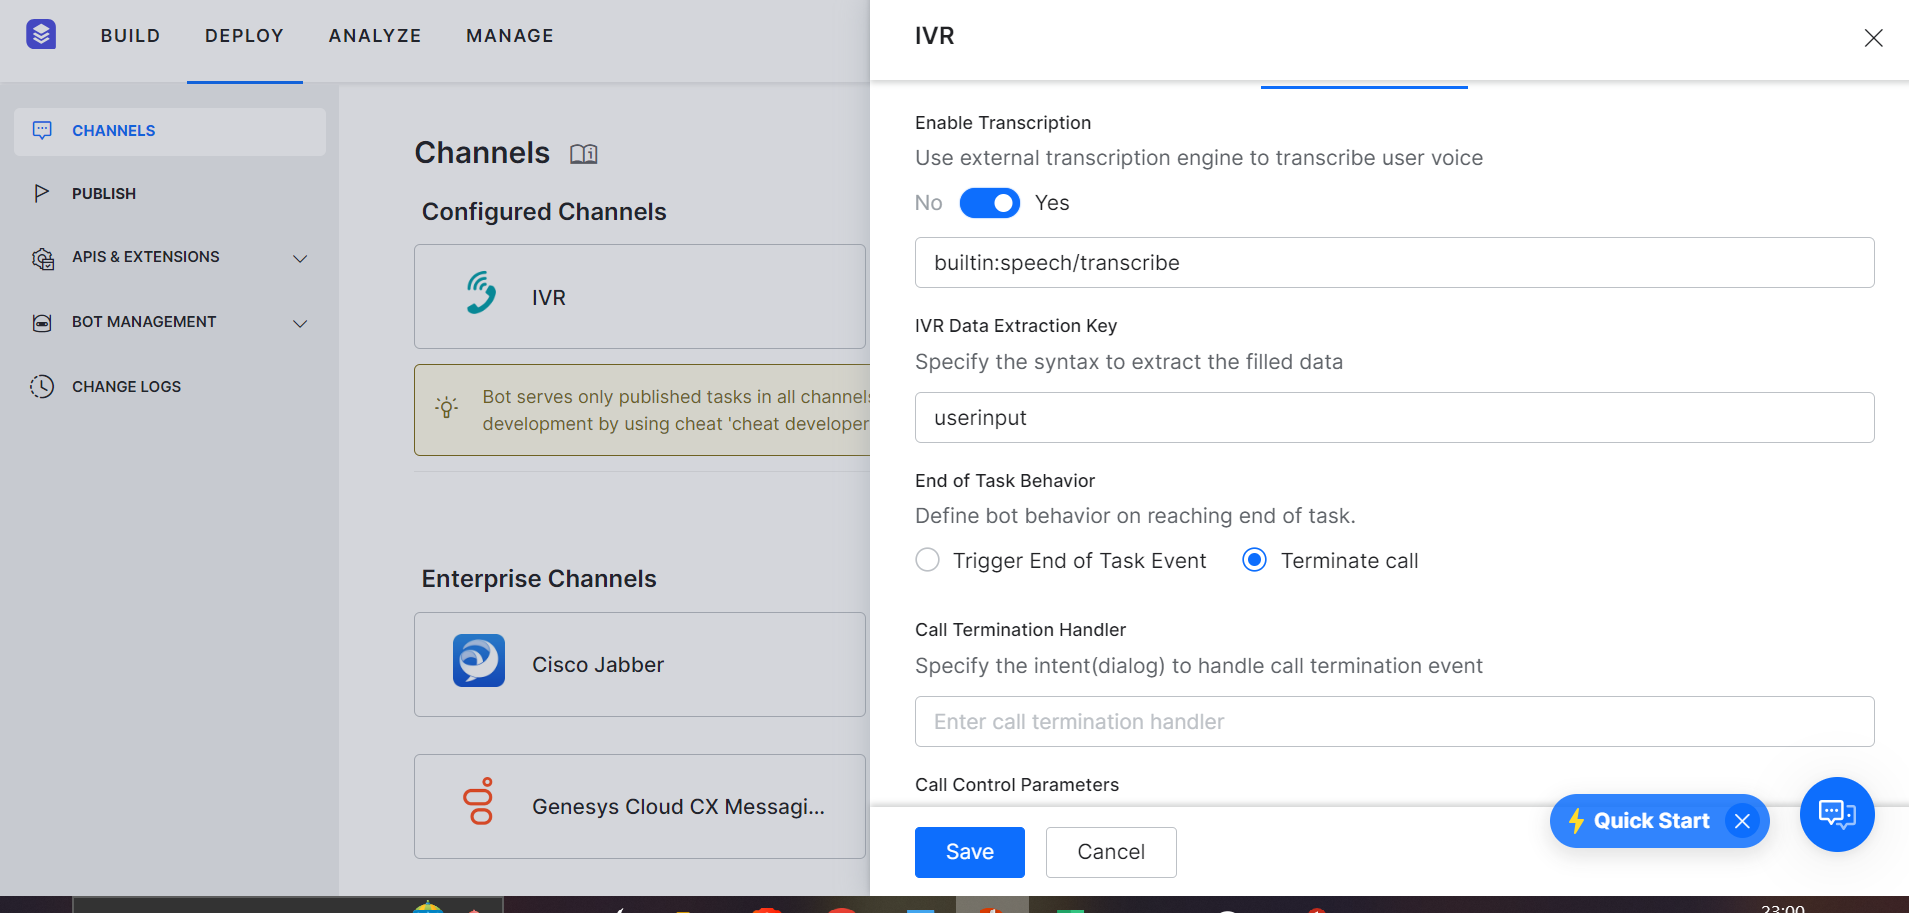 BUILD
DEPLOY
ANALYZE
MANAGE
CHANNELS
PUBLISH
APIS & EXTENSIONS
BOT MANAGEMENT
CHANGE LOGS
Channels
Configured Channels
IVR
Bot serves only published tasks in all channels
development by using cheat 'cheat developer
Enterprise Channels
Cisco Jabber
Genesys Cloud CX Messagi...
IVR
Enable Transcription
Use external transcription engine to transcribe user voice
No
Yes
builtin:speech/transcribe
IVR Data Extraction Key
Specify the syntax to extract the filled data
userinput
End of Task Behavior
Define bot behavior on reaching end of task.
Trigger End of Task Event
Terminate call
Call Termination Handler
Specify the intent(dialog) to handle call termination event
Enter call termination handler
Call Control Parameters
Save
Cancel
Quick Start
23:00